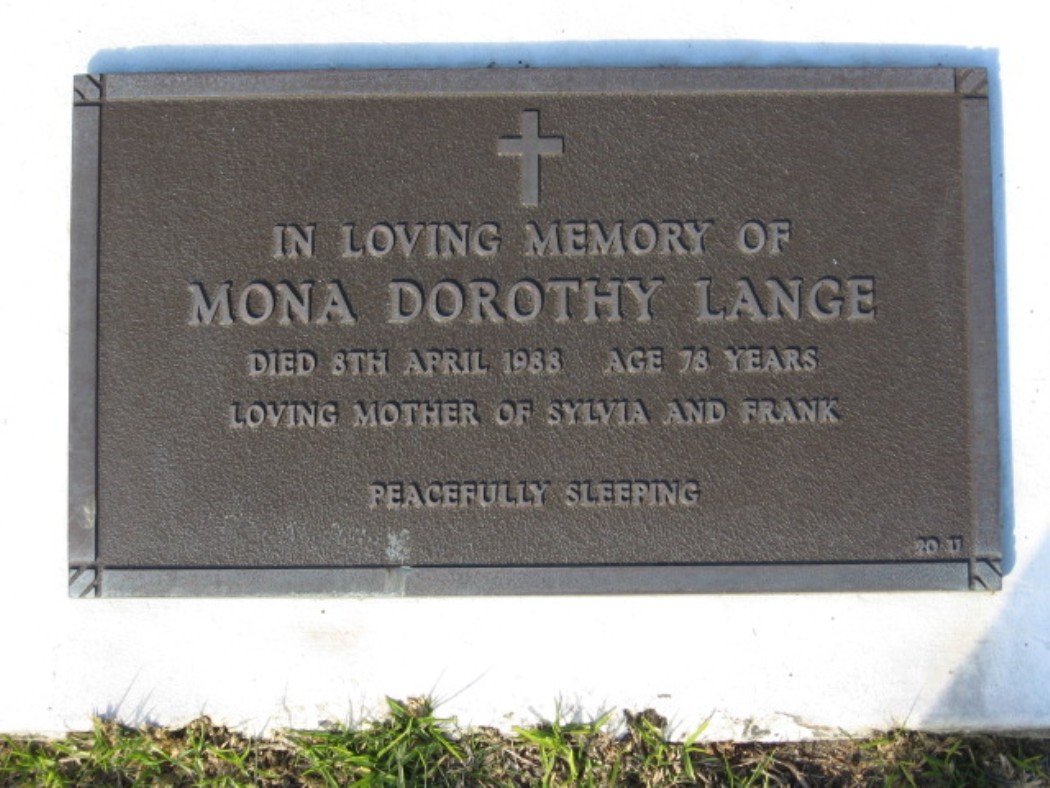 IN LOVING MEMORY OF
MONA DOROTHY LANGE
DIED 8TH APRIL 1988 AGE 78 YEARS
LOVING MOTHER OF SYLVIA AND FRANK
PEACEFULLY SLEEPING
20